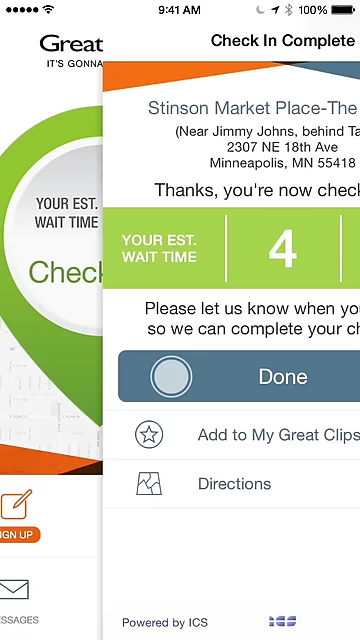 9:41 AM
100%
Great
IT'S GONNA
YOUR EST.
WAIT TIME
Check
SIGN UP
MESSAGES
Check In Complete
Stinson Market Place-The
(Near Jimmy Johns, behind Ta
2307 NE 18th Ave
Minneapolis, MN 55418
Thanks, you're now check
YOUR EST.
WAIT TIME
4
Please let us know when you
so we can complete your ch
Done
Add to My Great Clips
Directions
Powered by ICS
ICS